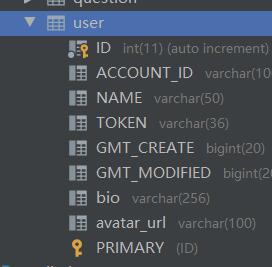 question
user
ID int(11) (auto increment)
ACCOUNT_ID varchar(10
NAME varchar(50)
TOKEN varchar(36)
GMT_CREATE bigint(20)
GMT_MODIFIED bigint(2
bio varchar(256)
avatar_url varchar(100)
PRIMARY (ID)